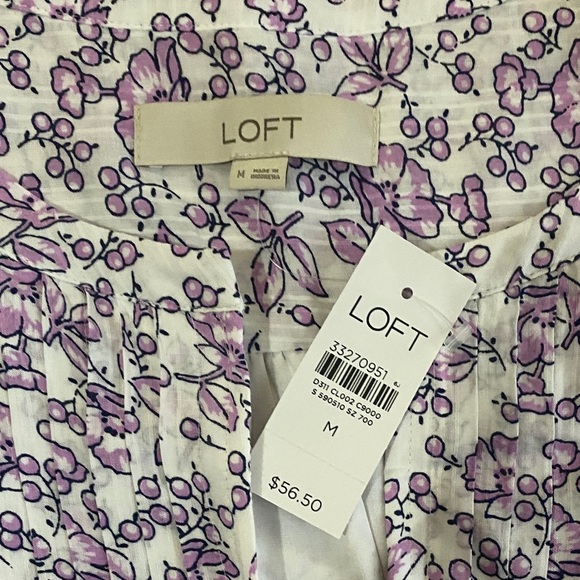 LOFT
M MADE IN
INDONESIA
LOFT
33270951
D311 CL002 C9000
S 590510 SZ 700
M
$56.50